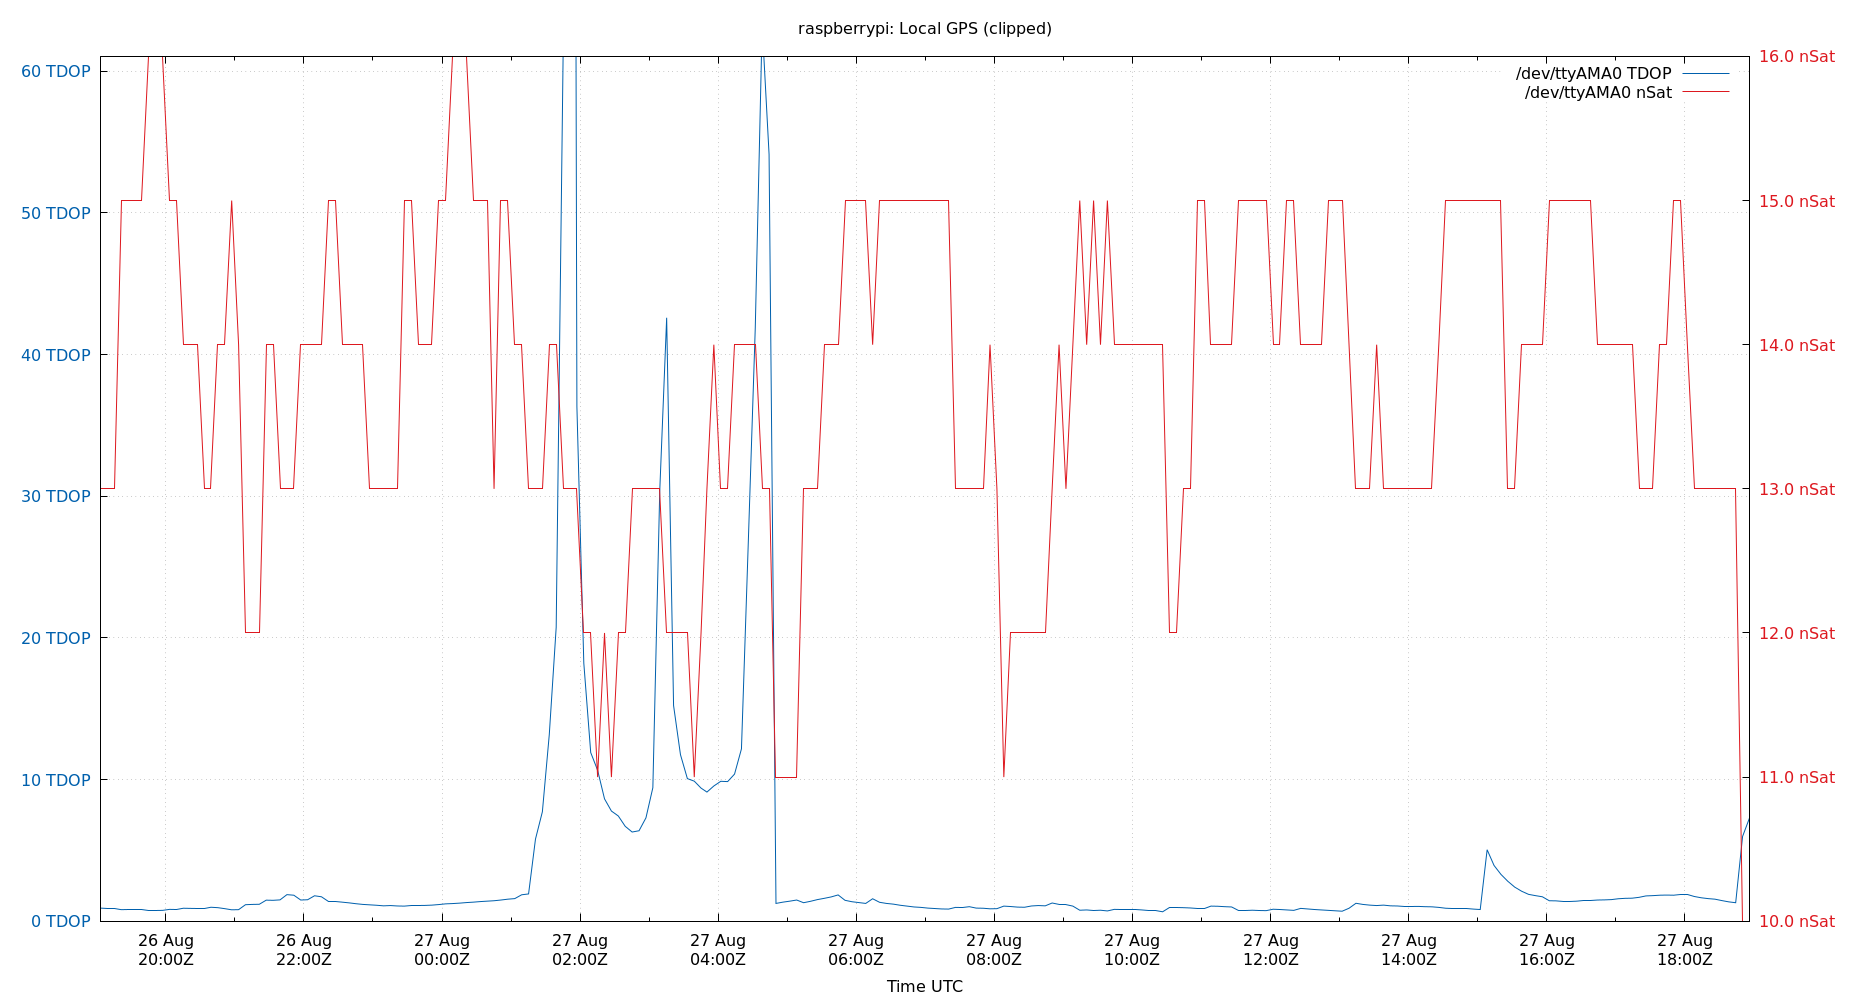 raspberrypi: Local GPS (clipped)
/dev/ttyAMA0 TDOP
/dev/ttyAMA0 nSat
60 TDOP
50 TDOP
40 TDOP
30 TDOP
20 TDOP
10 TDOP
0 TDOP
16.0 nSat
15.0 nSat
14.0 nSat
13.0 nSat
12.0 nSat
11.0 nSat
10.0 nSat
26 Aug
20:00Z
26 Aug
22:00Z
27 Aug
00:00Z
27 Aug
02:00Z
27 Aug
04:00Z
27 Aug
06:00Z
27 Aug
08:00Z
27 Aug
10:00Z
27 Aug
12:00Z
27 Aug
14:00Z
27 Aug
16:00Z
27 Aug
18:00Z
Time UTC